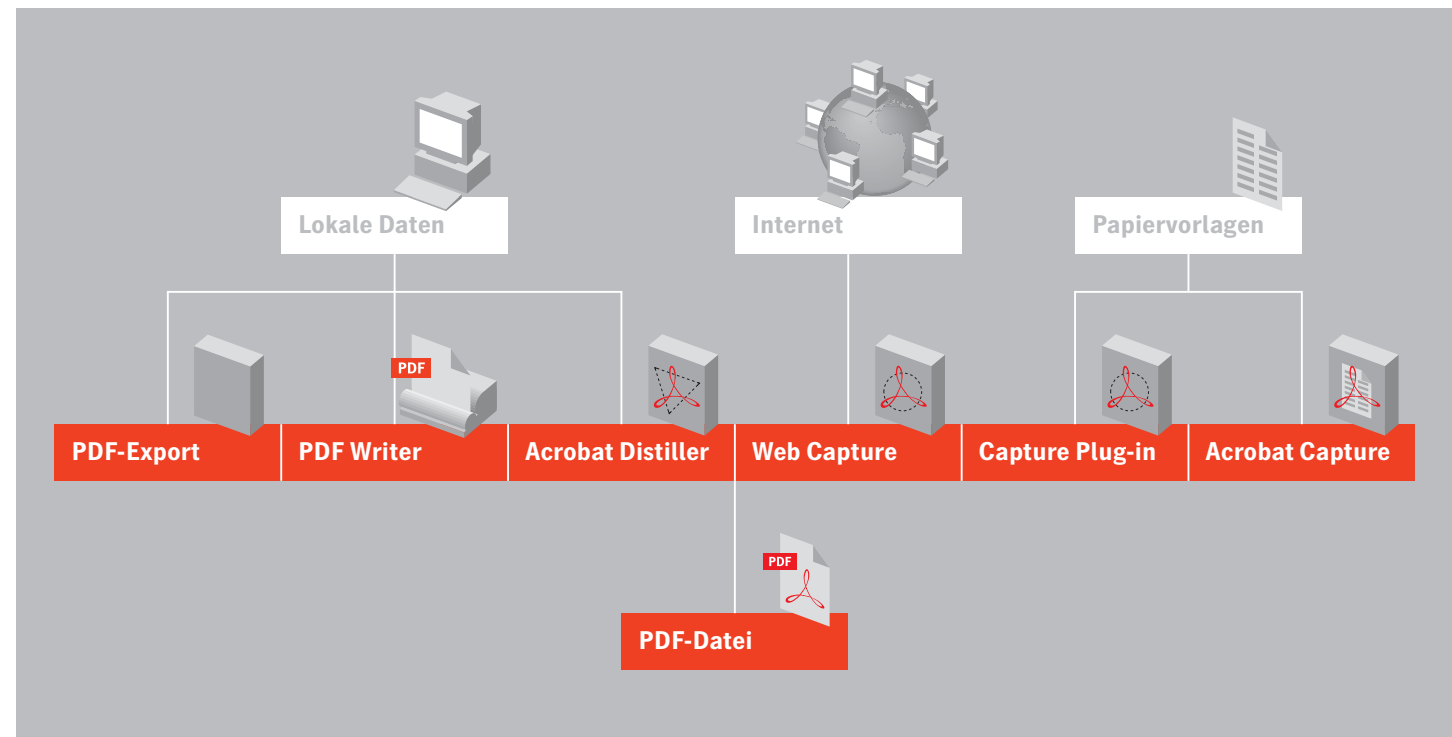 Lokale Daten
Internet
Papiervorlagen
PDF
PDF-Export
PDF Writer
Acrobat Distiller
Web Capture
Capture Plug-in
Acrobat Capture
PDF
PDF-Datei